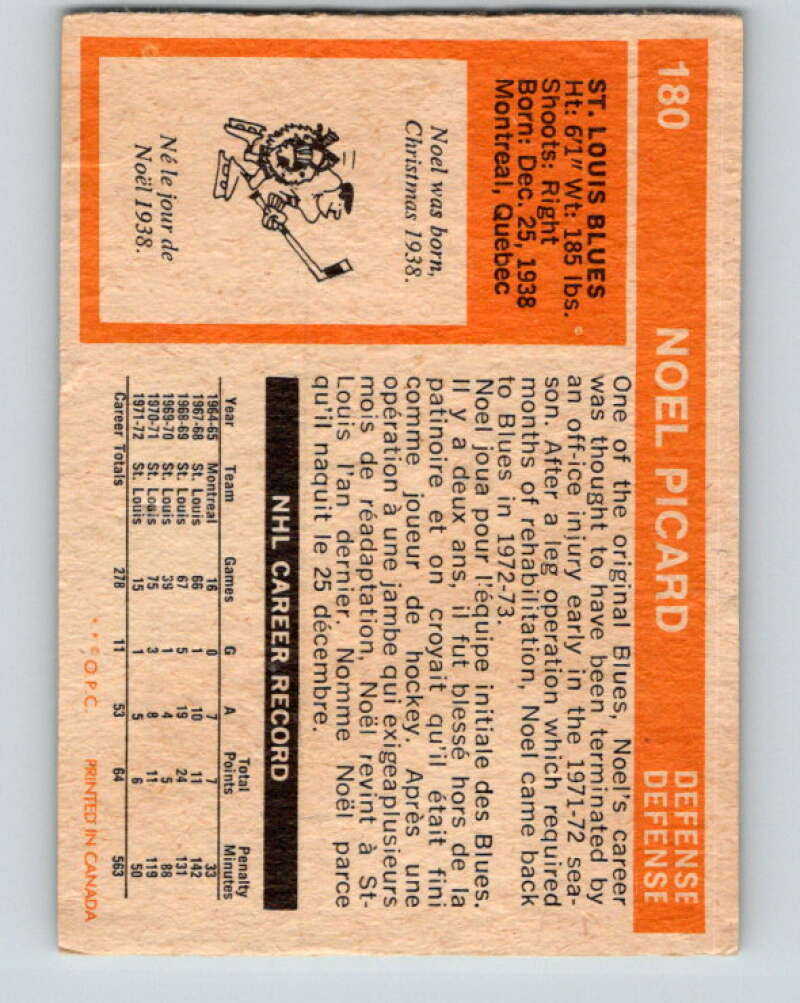 180 NOEL PICARD DEFENSE
DEFENSE
ST. LOUIS BLUES
Ht: 6'1" Wt: 185 lbs.
Shoots: Right
Born: Dec. 25, 1938
Montreal, Quebec
Noel was born,
Christmas 1938.
Né le jour de
Noël 1938.
One of the original Blues, Noel's career
was thought to have been terminated by
an off-ice injury early in the 1971-72 sea-
son. After a leg operation which required
months of rehabilitation, Noel came back
to Blues in 1972-73.
Noel joua pour l'équipe initiale des Blues.
Il y a deux ans, il fut blessé hors de la
patinoire et on croyait qu'il était fini
comme joueur de hockey. Après une
opération à une jambe qui exigeaplusieurs
mois de réadaptation, Noël revint à St-
Louis l'an dernier. Nomme Noël parce
qu'il naquit le 25 décembre.
NHL CAREER RECORD
Year Team Games G A Total Points Penalty Minutes
1964-65 Montreal 16 0 7 7 33
1967-68 St. Louis 66 1 10 11 142
1968-69 St. Louis 67 5 19 24 131
1969-70 St. Louis 39 1 4 5 88
1970-71 St. Louis 75 3 8 11 119
1971-72 St. Louis 15 1 5 6 50
Career Totals 278 11 53 64 563
* * © O.P.C. PRINTED IN CANADA